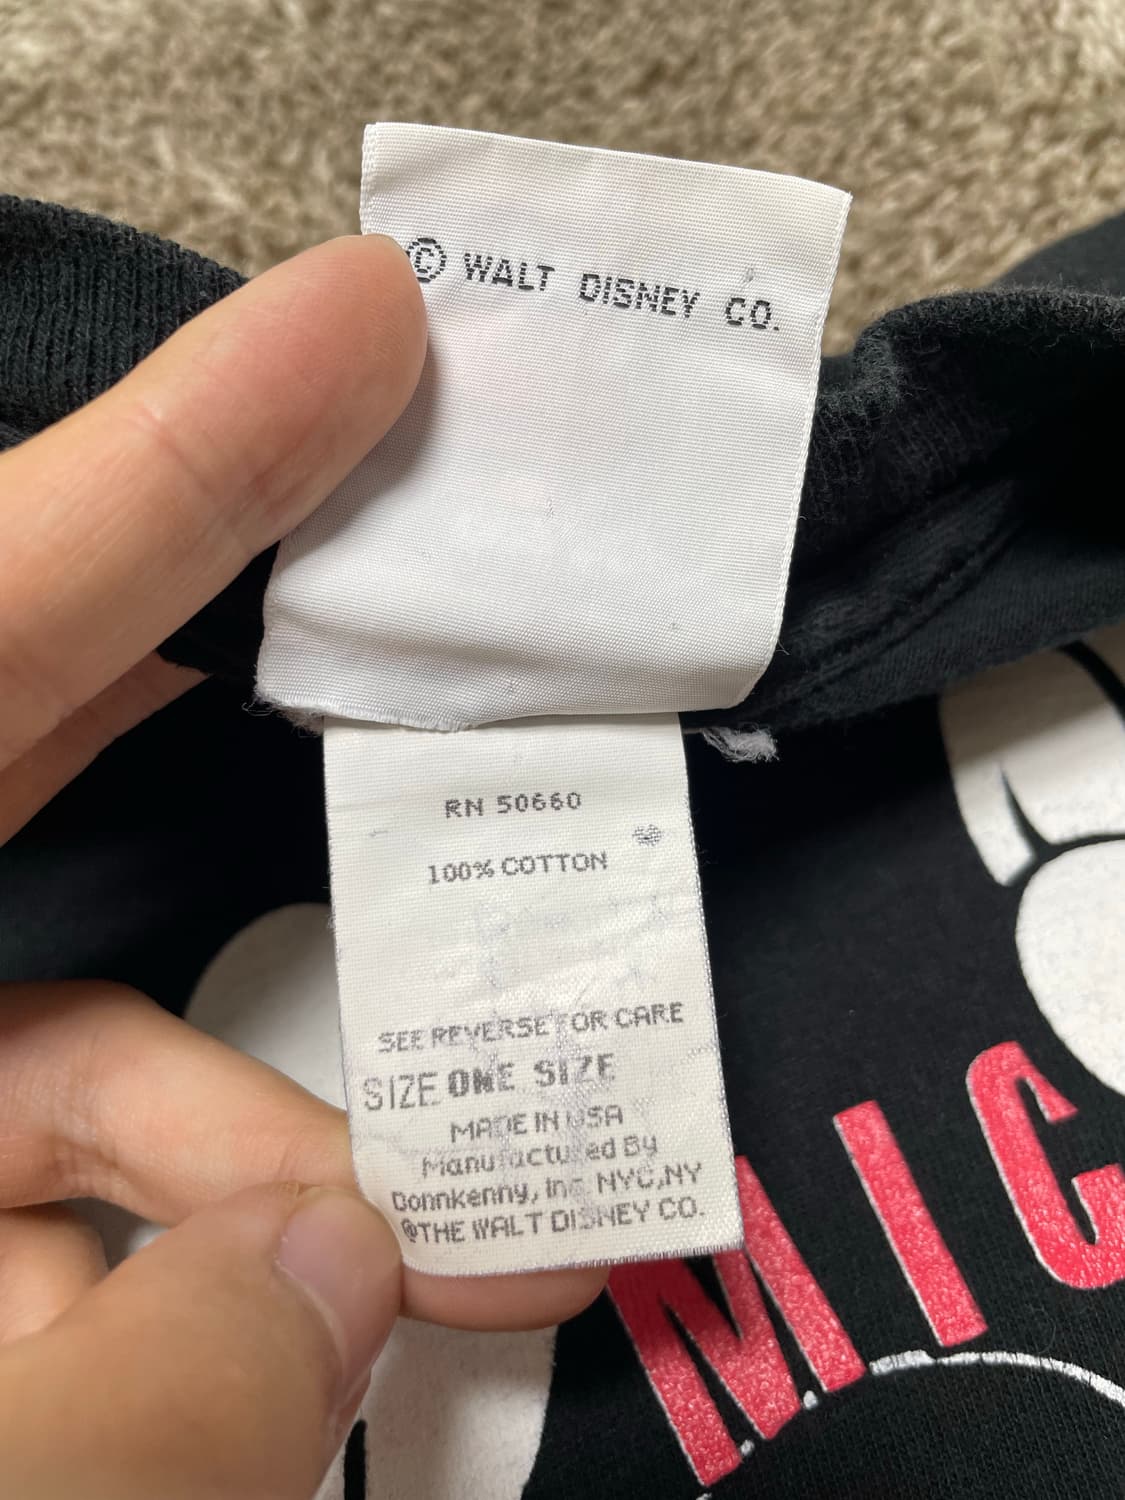 © WALT DISNEY CO.
RN 50660
100% COTTON
SEE REVERSE FOR CARE
SIZE ONE SIZE
MADE IN USA
Manufactured By
Donnkenny, Inc. NYC,NY
©THE WALT DISNEY CO.
MIC